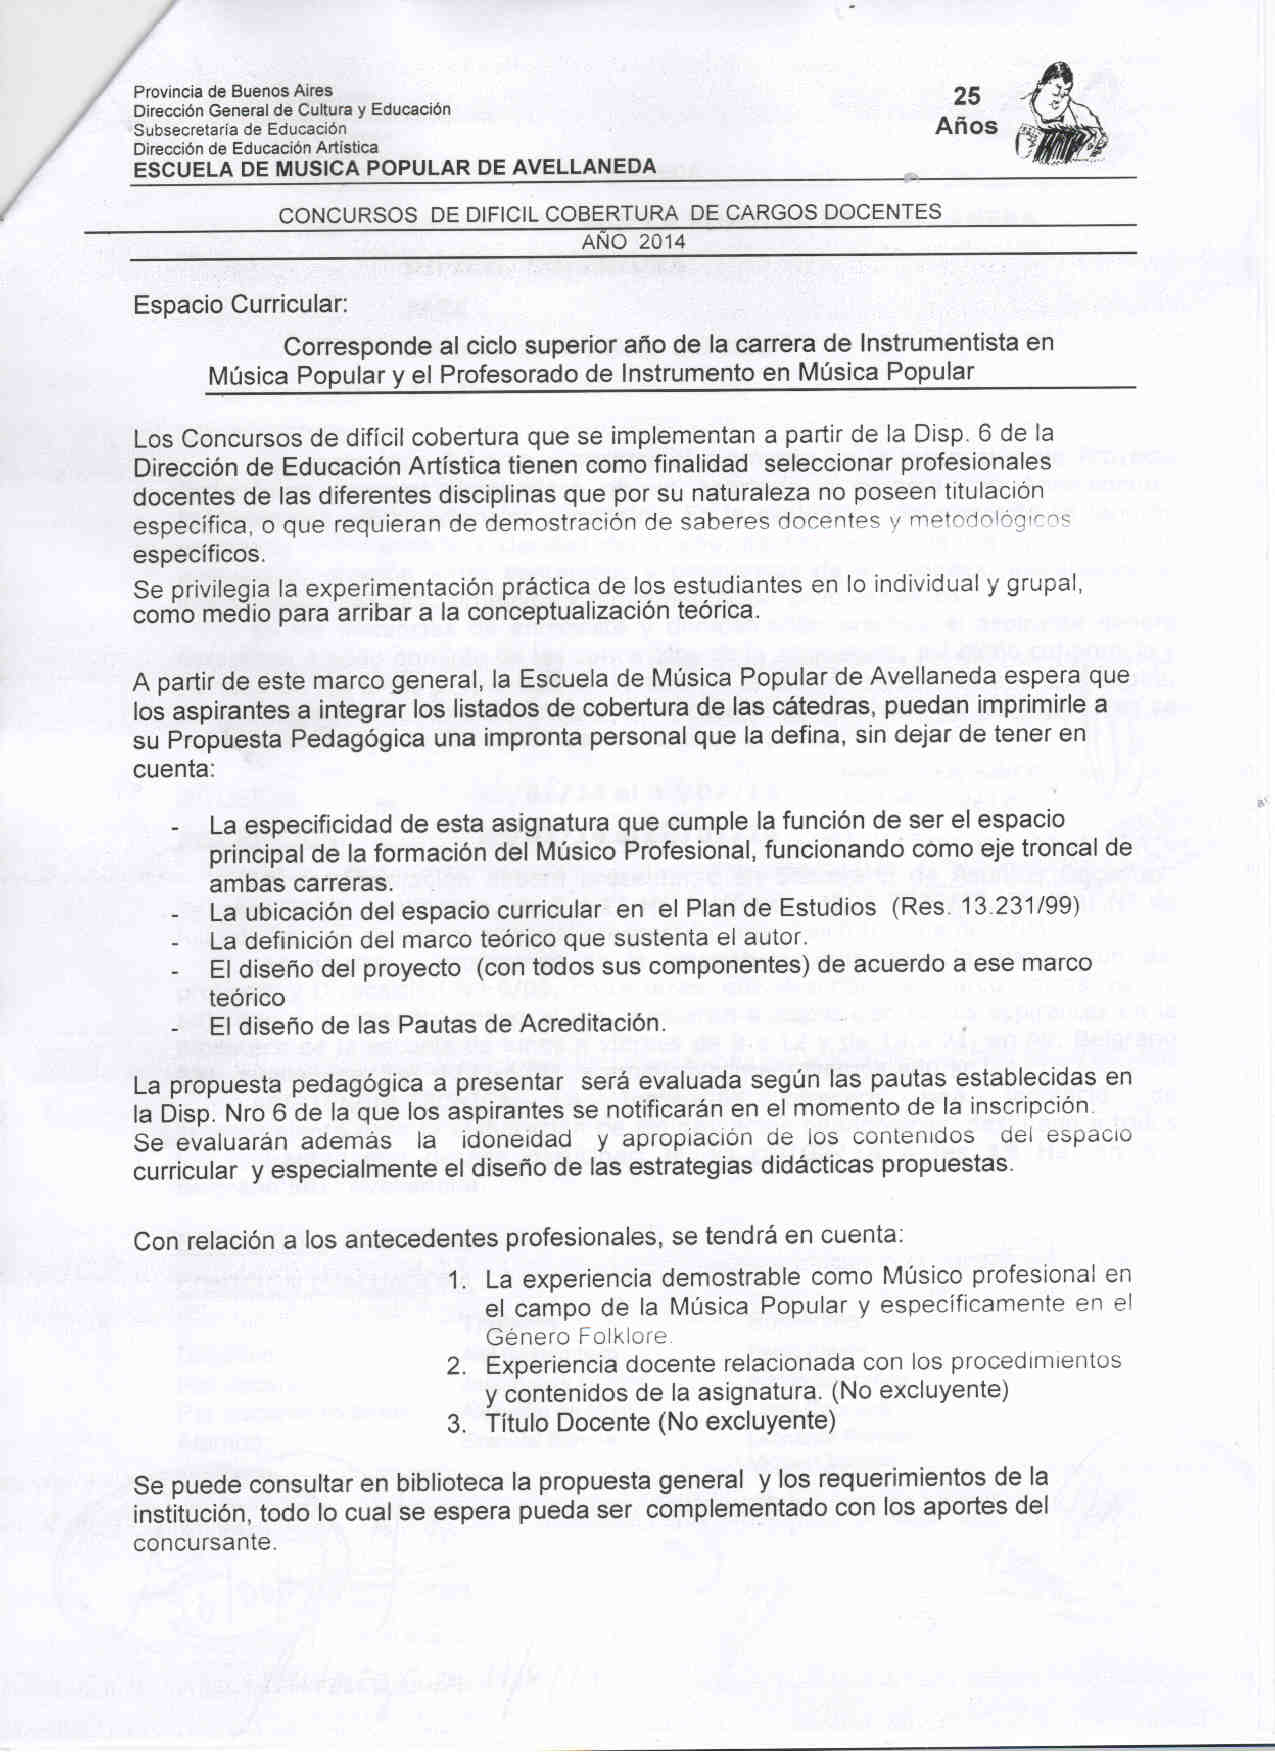 Provincia de Buenos Aires
Dirección General de Cultura y Educación
Subsecretaría de Educación
Dirección de Educación Artística
ESCUELA DE MUSICA POPULAR DE AVELLANEDA
25
Años
CONCURSOS DE DIFICIL COBERTURA DE CARGOS DOCENTES
AÑO 2014
Espacio Curricular:
Corresponde al ciclo superior año de la carrera de Instrumentista en
Música Popular y el Profesorado de Instrumento en Música Popular
Los Concursos de difícil cobertura que se implementan a partir de la Disp. 6 de la
Dirección de Educación Artística tienen como finalidad seleccionar profesionales
docentes de las diferentes disciplinas que por su naturaleza no poseen titulación
específica, o que requieran de demostración de saberes docentes y metodológicos
específicos.
Se privilegia la experimentación práctica de los estudiantes en lo individual y grupal,
como medio para arribar a la conceptualización teórica.
A partir de este marco general, la Escuela de Música Popular de Avellaneda espera que
los aspirantes a integrar los listados de cobertura de las cátedras, puedan imprimirle a
su Propuesta Pedagógica una impronta personal que la defina, sin dejar de tener en
cuenta:
- La especificidad de esta asignatura que cumple la función de ser el espacio
principal de la formación del Músico Profesional, funcionando como eje troncal de
ambas carreras.
- La ubicación del espacio curricular en el Plan de Estudios (Res. 13.231/99)
- La definición del marco teórico que sustenta el autor.
- El diseño del proyecto (con todos sus componentes) de acuerdo a ese marco
teórico
- El diseño de las Pautas de Acreditación.
La propuesta pedagógica a presentar será evaluada según las pautas establecidas en
la Disp. Nro 6 de la que los aspirantes se notificarán en el momento de la inscripción.
Se evaluarán además la idoneidad y apropiación de los contenidos del espacio
curricular y especialmente el diseño de las estrategias didácticas propuestas.
Con relación a los antecedentes profesionales, se tendrá en cuenta:
1. La experiencia demostrable como Músico profesional en
el campo de la Música Popular y específicamente en el
Género Folklore.
2. Experiencia docente relacionada con los procedimientos
y contenidos de la asignatura. (No excluyente)
3. Título Docente (No excluyente)
Se puede consultar en biblioteca la propuesta general y los requerimientos de la
institución, todo lo cual se espera pueda ser complementado con los aportes del
concursante.